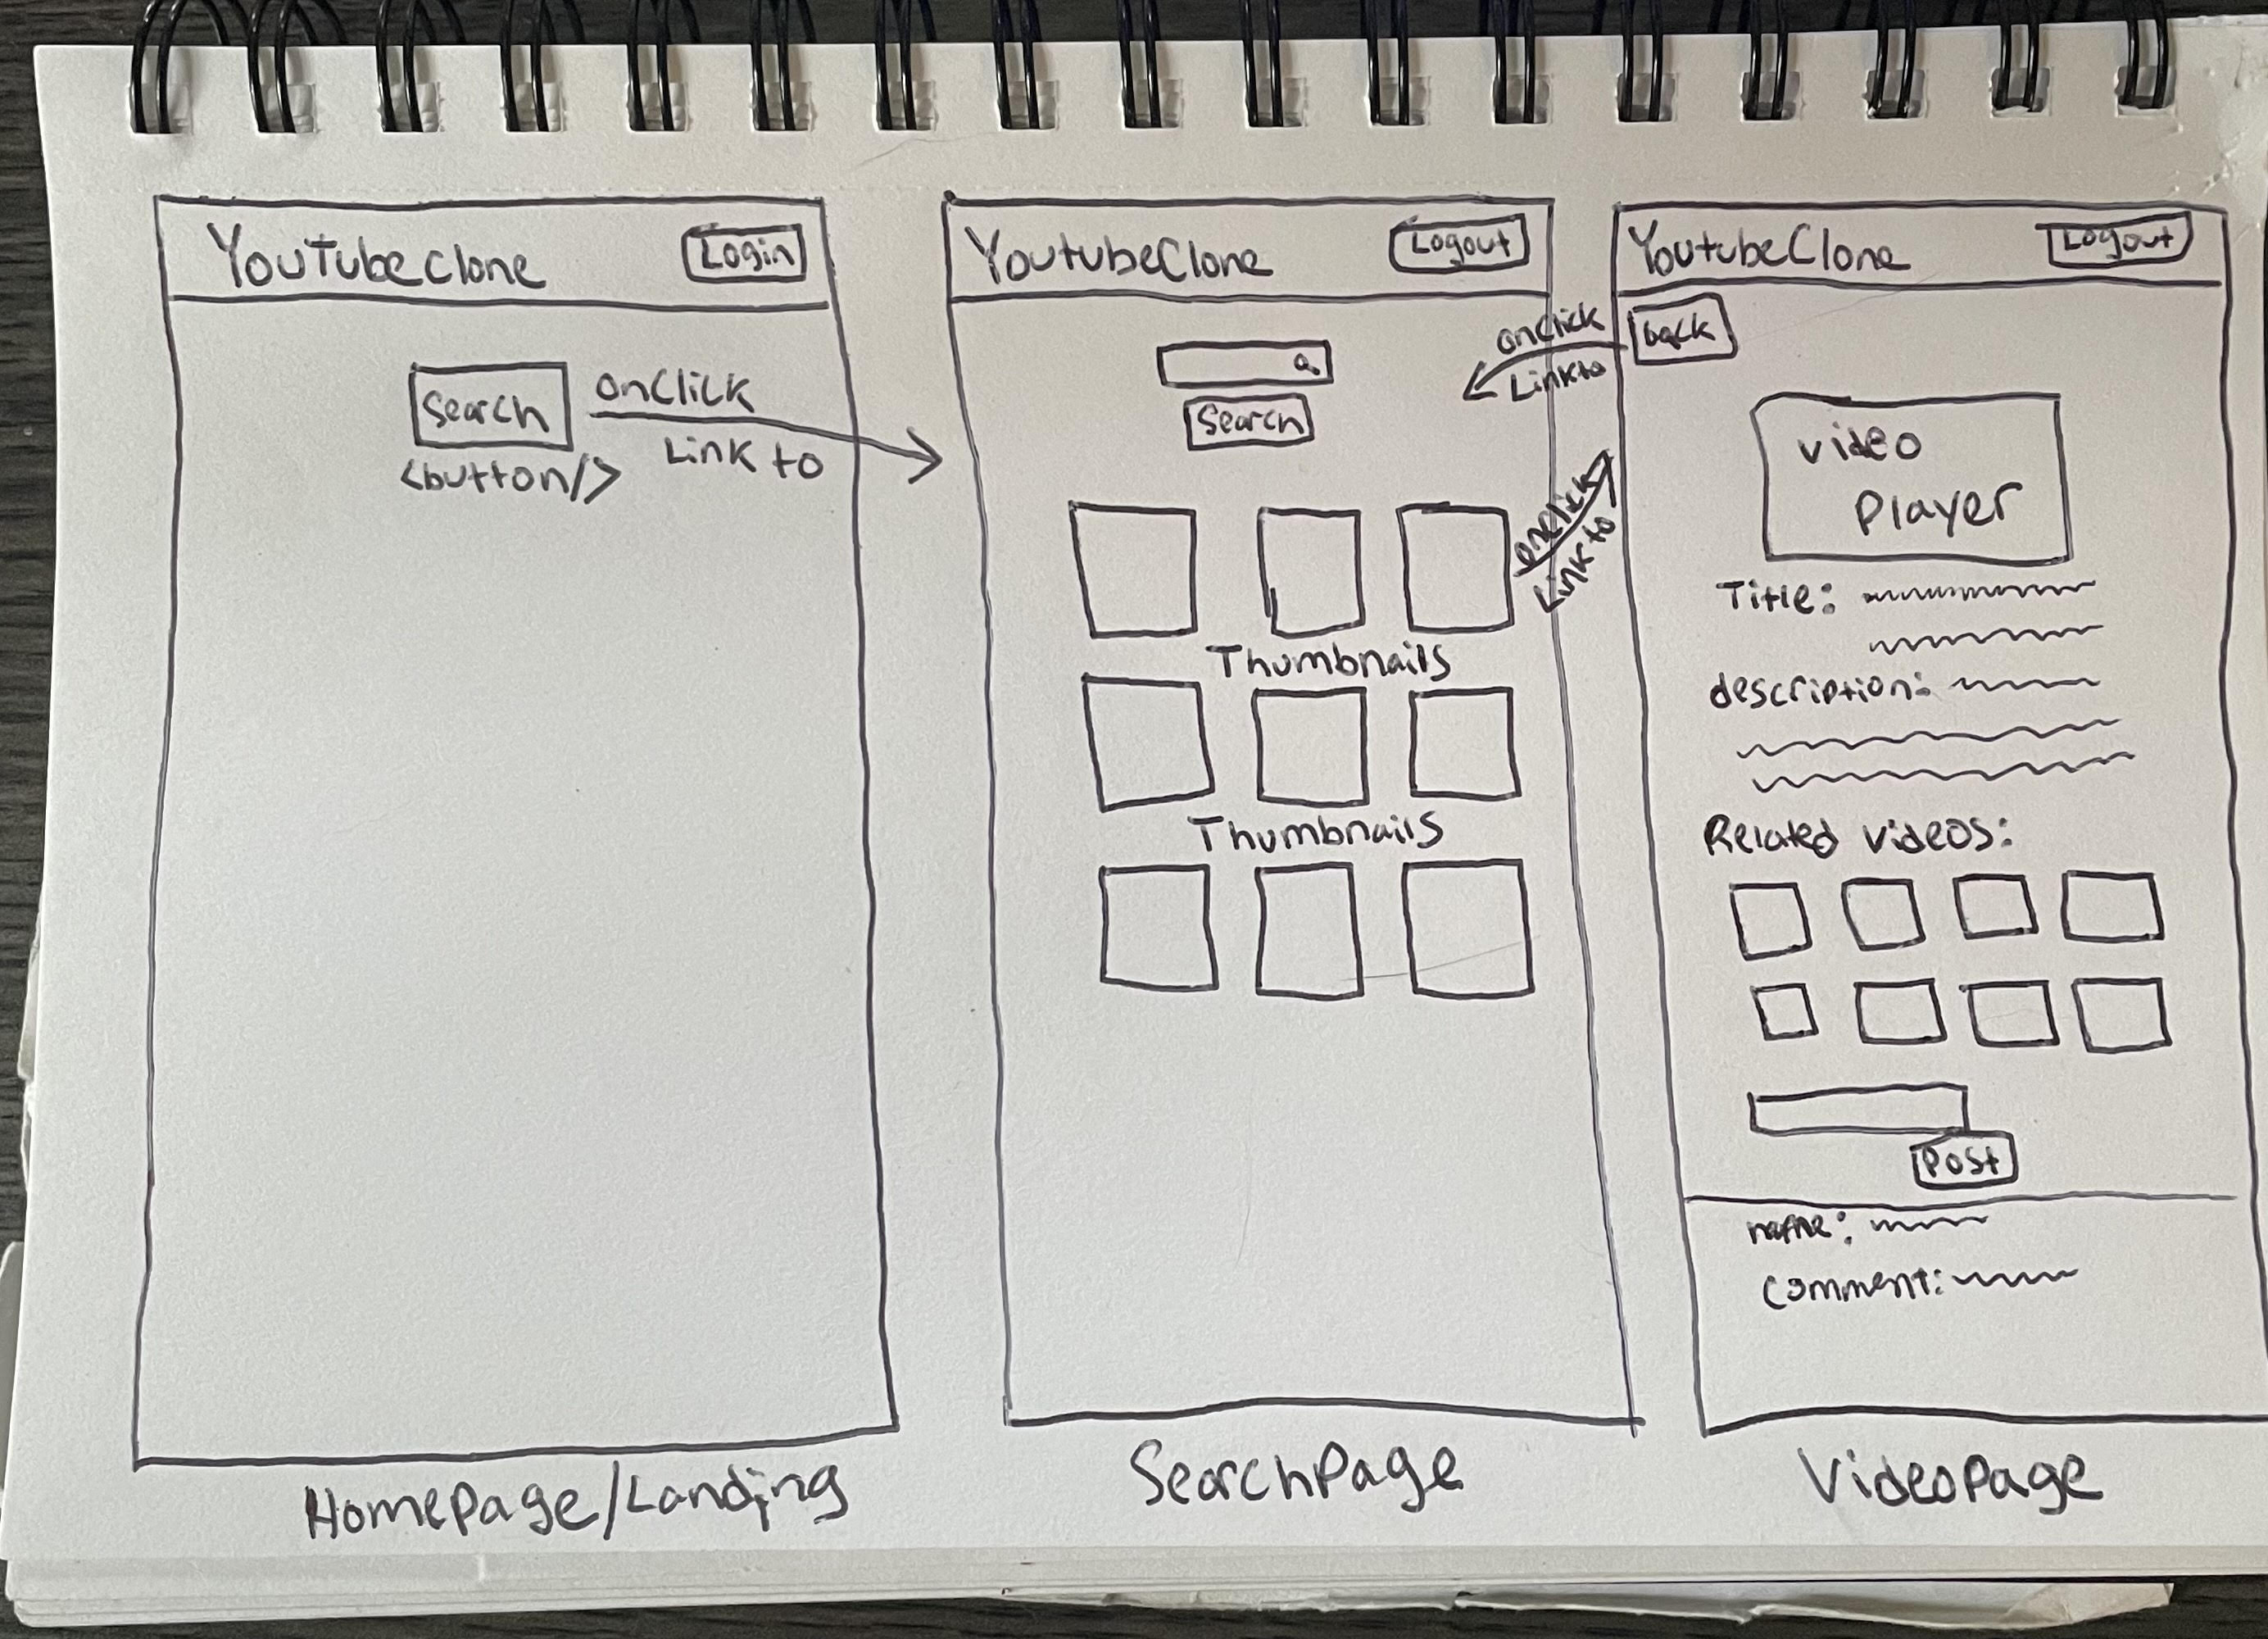 YouTubeClone
Login
Search
<button/>
onClick
Link to
HomePage/Landing
YoutubeClone
Logout
Search
Thumbnails
Thumbnails
onClick
Link to
SearchPage
YoutubeClone
Logout
back
onClick
Link to
video
Player
Title:
description:
Related videos:
Post
name:
Comment:
VideoPage